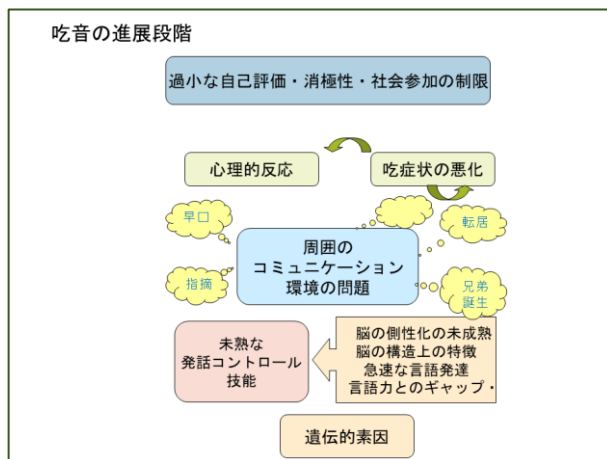 吃音の進展段階
過小な自己評価・消極性・社会参加の制限
心理的反応
吃症状の悪化
早口
転居
周囲の
コミュニケーション
環境の問題
指摘
兄弟
誕生
未熟な
発話コントロール
技能
脳の側性化の未成熟
脳の構造上の特徴
急速な言語発達
言語力とのギャップ・
遺伝的素因